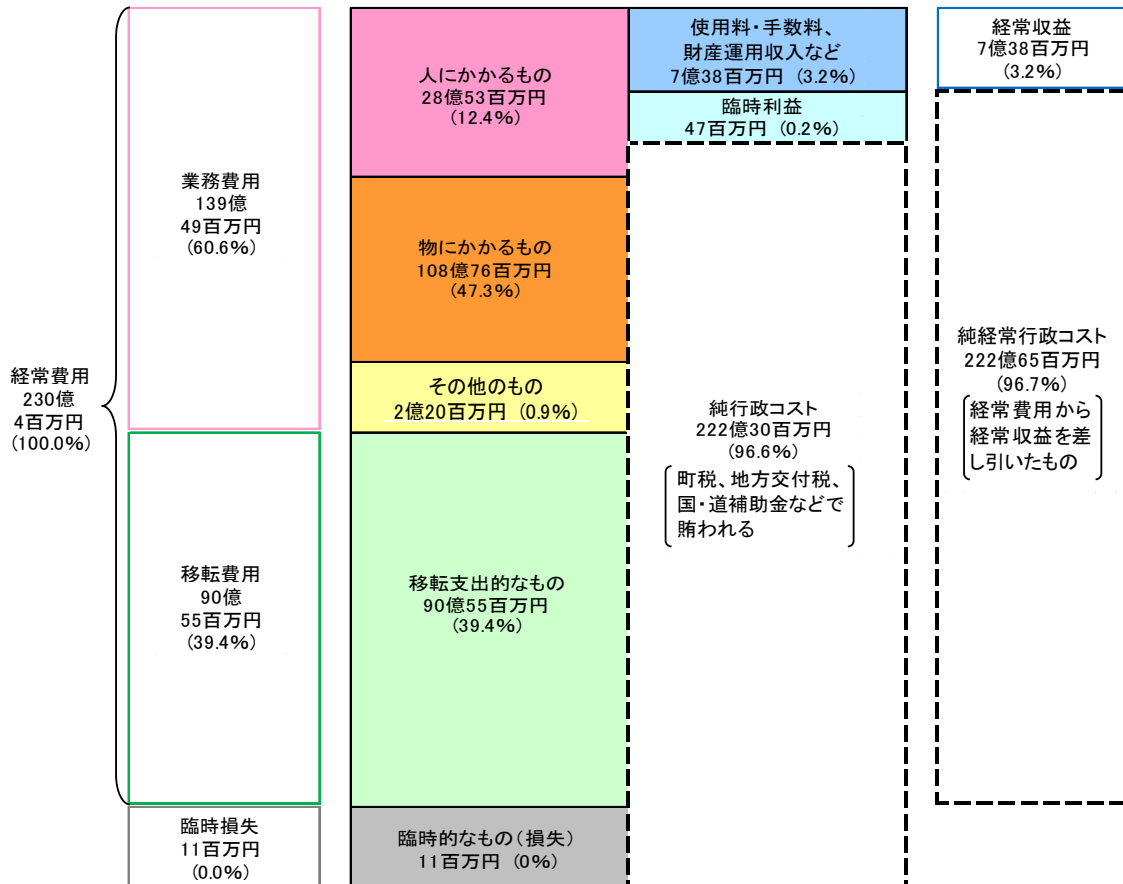 経常費用
230億
4百万円
(100.0%)
業務費用
139億
49百万円
(60.6%)
移転費用
90億
55百万円
(39.4%)
臨時損失
11百万円
(0.0%)
人にかかるもの
28億53百万円
(12.4%)
物にかかるもの
108億76百万円
(47.3%)
その他のもの
2億20百万円 (0.9%)
移転支出的なもの
90億55百万円
(39.4%)
臨時的なもの(損失)
11百万円 (0%)
使用料・手数料、
財産運用収入など
7億38百万円 (3.2%)
臨時利益
47百万円 (0.2%)
純行政コスト
222億30百万円
(96.6%)
町税、地方交付税、
国・道補助金などで
賄われる
経常収益
7億38百万円
(3.2%)
純経常行政コスト
222億65百万円
(96.7%)
経常費用から
経常収益を差
し引いたもの